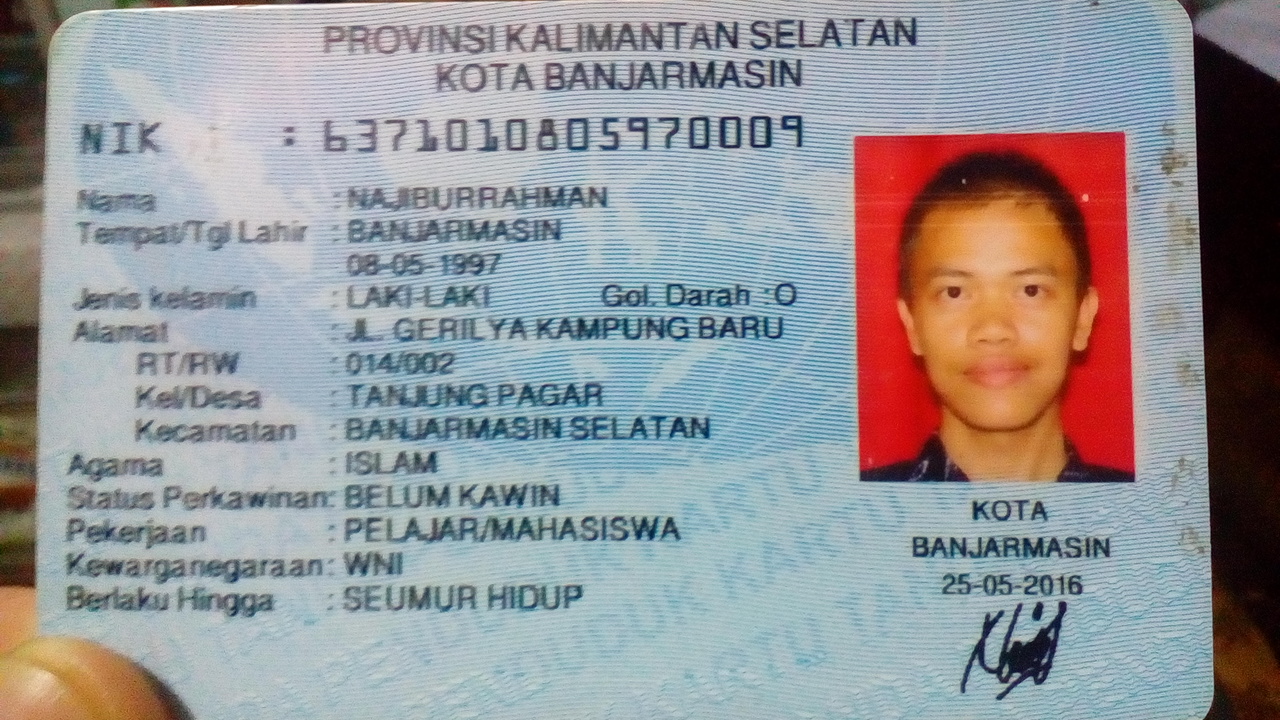 PROVINSI KALIMANTAN SELATAN
KOTA BANJARMASIN
NIK : 6371010805970009
Nama : NAJIBURRAHMAN
Tempat/Tgl Lahir : BANJARMASIN
08-05-1997
Jenis kelamin : LAKI-LAKI Gol. Darah : O
Alamat : JL. GERILYA KAMPUNG BARU
RT/RW : 014/002
Kel/Desa : TANJUNG PAGAR
Kecamatan : BANJARMASIN SELATAN
Agama : ISLAM
Status Perkawinan: BELUM KAWIN
Pekerjaan : PELAJAR/MAHASISWA
Kewarganegaraan: WNI
Berlaku Hingga : SEUMUR HIDUP
KOTA
BANJARMASIN
25-05-2016